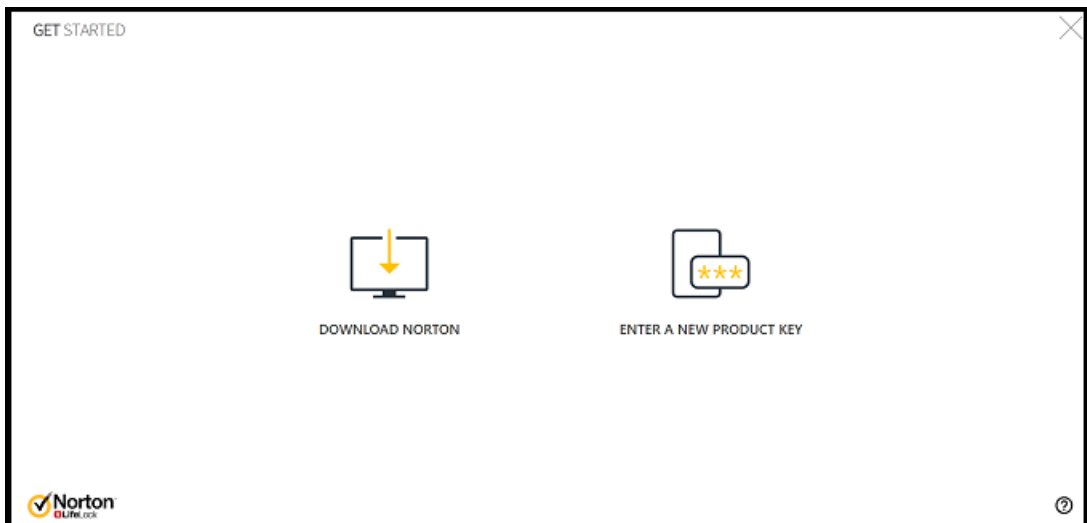 GET STARTED
***
DOWNLOAD NORTON
ENTER A NEW PRODUCT KEY
Norton
LifeLock
?